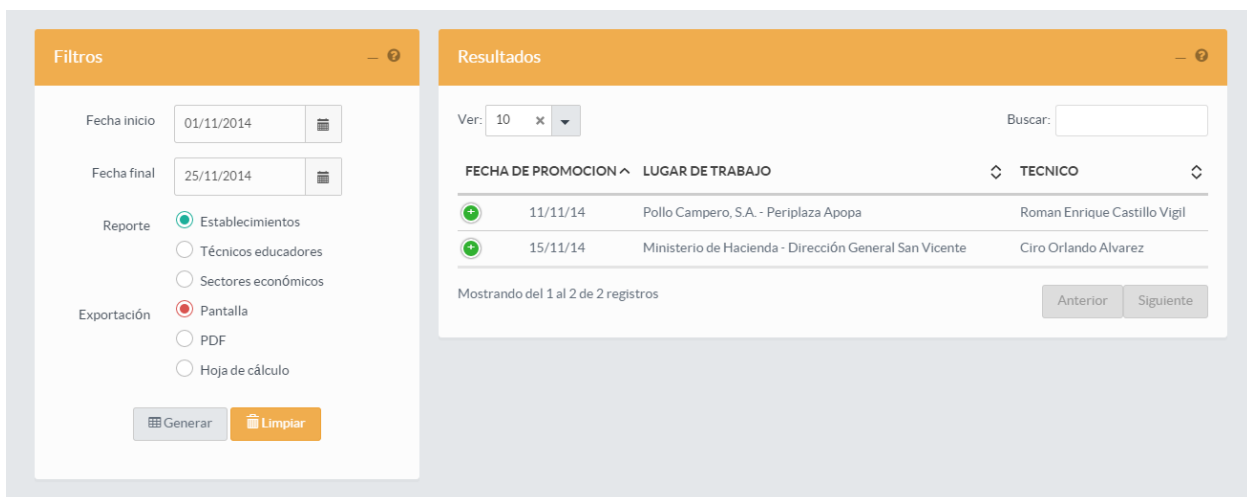 Filtros
Fecha inicio 01/11/2014
Fecha final 25/11/2014
Reporte Establecimientos
Técnicos educadores
Sectores económicos
Exportación Pantalla
PDF
Hoja de cálculo
Generar Limpiar
Resultados
Ver: 10 Buscar:
FECHA DE PROMOCION LUGAR DE TRABAJO TECNICO
11/11/14 Pollo Campero, S.A. - Periplaza Apopa Roman Enrique Castillo Vigil
15/11/14 Ministerio de Hacienda - Dirección General San Vicente Ciro Orlando Alvarez
Mostrando del 1 al 2 de 2 registros
Anterior Siguiente